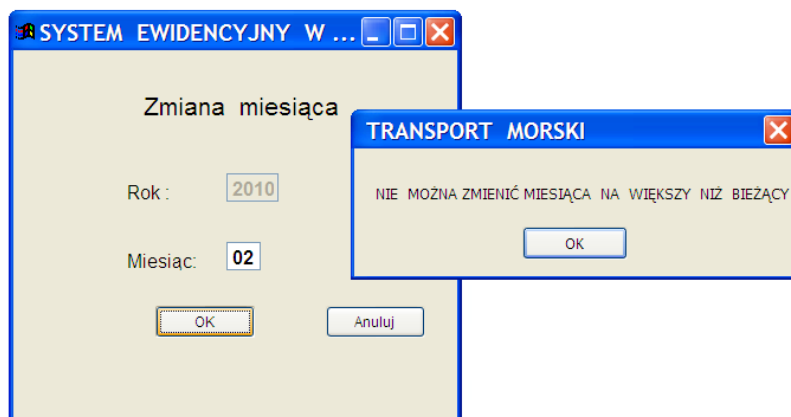 SYSTEM EWIDENCYJNY W ...
Zmiana miesiąca
Rok :
2010
Miesiąc:
02
OK
Anuluj
TRANSPORT MORSKI
NIE MOŻNA ZMIENIĆ MIESIĄCA NA WIĘKSZY NIŻ BIEŻĄCY
OK